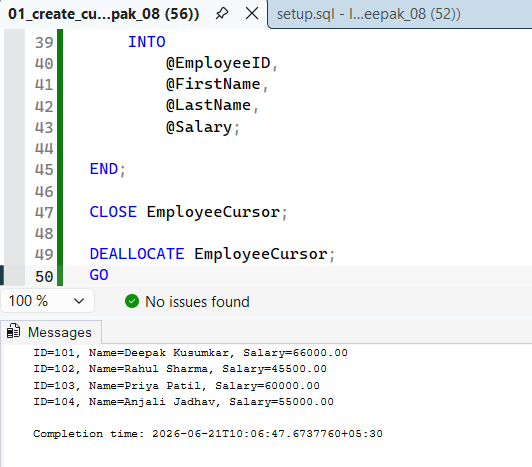 01_create_cu...pak_08 (56))
setup.sql - l...eepak_08 (52))
39 INTO
40 @EmployeeID,
41 @FirstName,
42 @LastName,
43 @Salary;
44
45 END;
46
47 CLOSE EmployeeCursor;
48
49 DEALLOCATE EmployeeCursor;
50 GO
100 %
No issues found
Messages
ID=101, Name=Deepak Kusumkar, Salary=66000.00
ID=102, Name=Rahul Sharma, Salary=45500.00
ID=103, Name=Priya Patil, Salary=60000.00
ID=104, Name=Anjali Jadhav, Salary=55000.00
Completion time: 2026-06-21T10:06:47.6737760+05:30